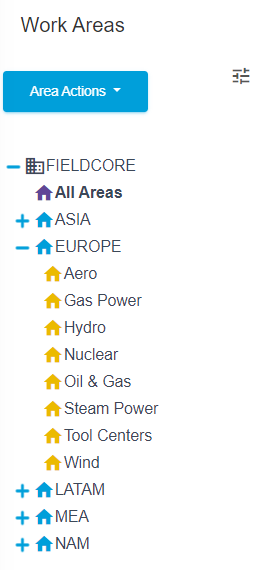 Work Areas
Area Actions
FIELDCORE
All Areas
ASIA
EUROPE
Aero
Gas Power
Hydro
Nuclear
Oil & Gas
Steam Power
Tool Centers
Wind
LATAM
MEA
NAM